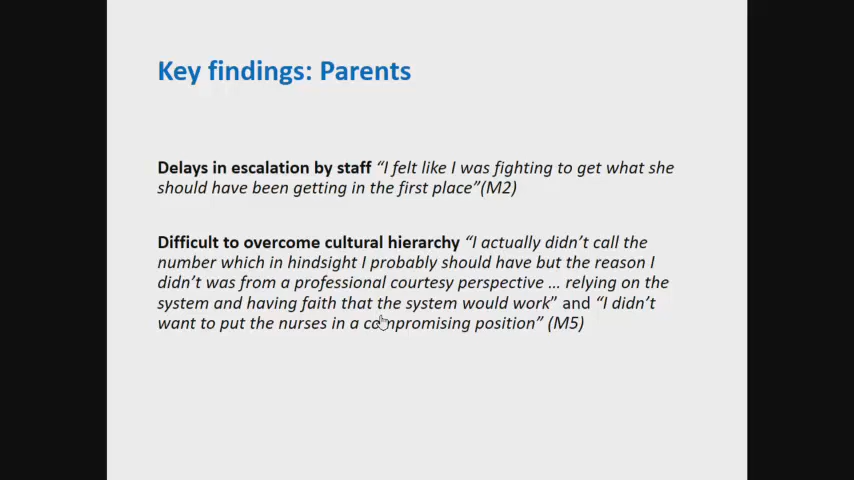 Key findings: Parents
Delays in escalation by staff “I felt like I was fighting to get what she
should have been getting in the first place”(M2)
Difficult to overcome cultural hierarchy “I actually didn’t call the
number which in hindsight I probably should have but the reason I
didn’t was from a professional courtesy perspective … relying on the
system and having faith that the system would work” and “I didn’t
want to put the nurses in a compromising position” (M5)